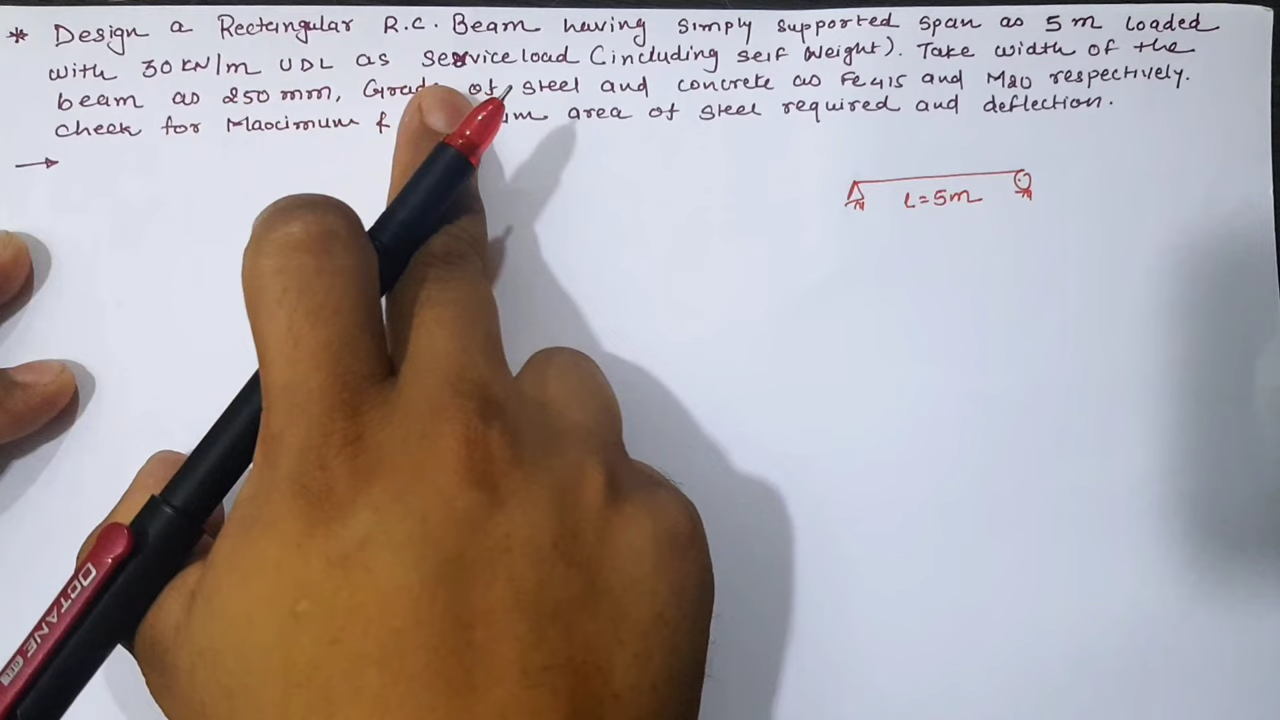 * Design a Rectangular R.C. Beam having simply supported span as 5 m loaded
with 30 KN/m UDL as service load (including self weight). Take width of the
beam as 250 mm, Grade of steel and concrete as Fe415 and M20 respectively.
check for Maximum & area of steel required and deflection.
→
L = 5m
OCTANE